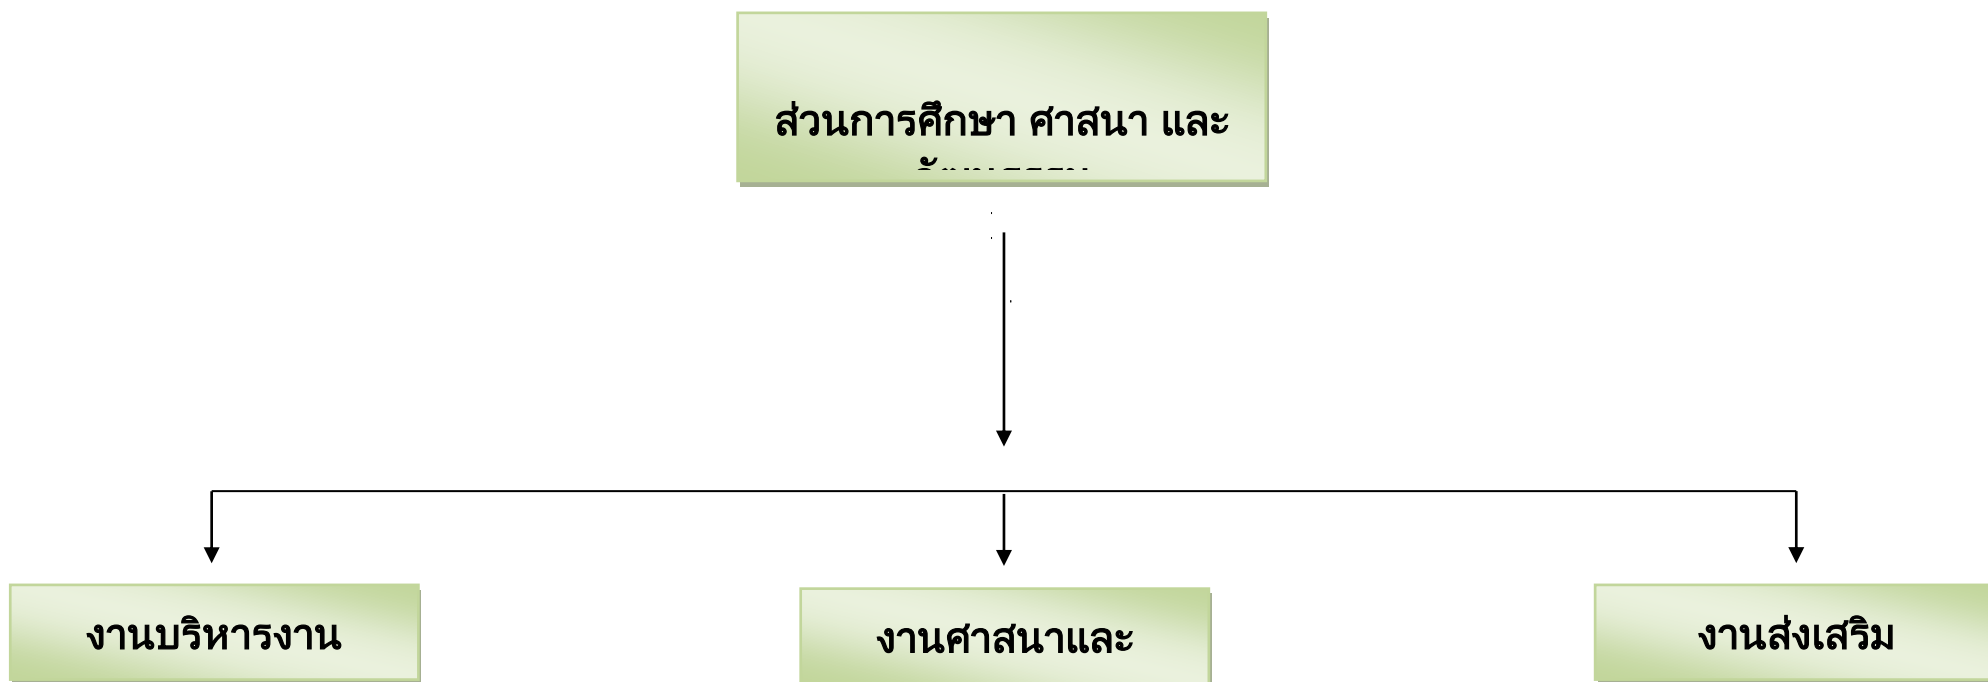 ส่วนการศึกษา ศาสนา และ
งานบริหารงาน
งานศาสนาและ
งานส่งเสริม